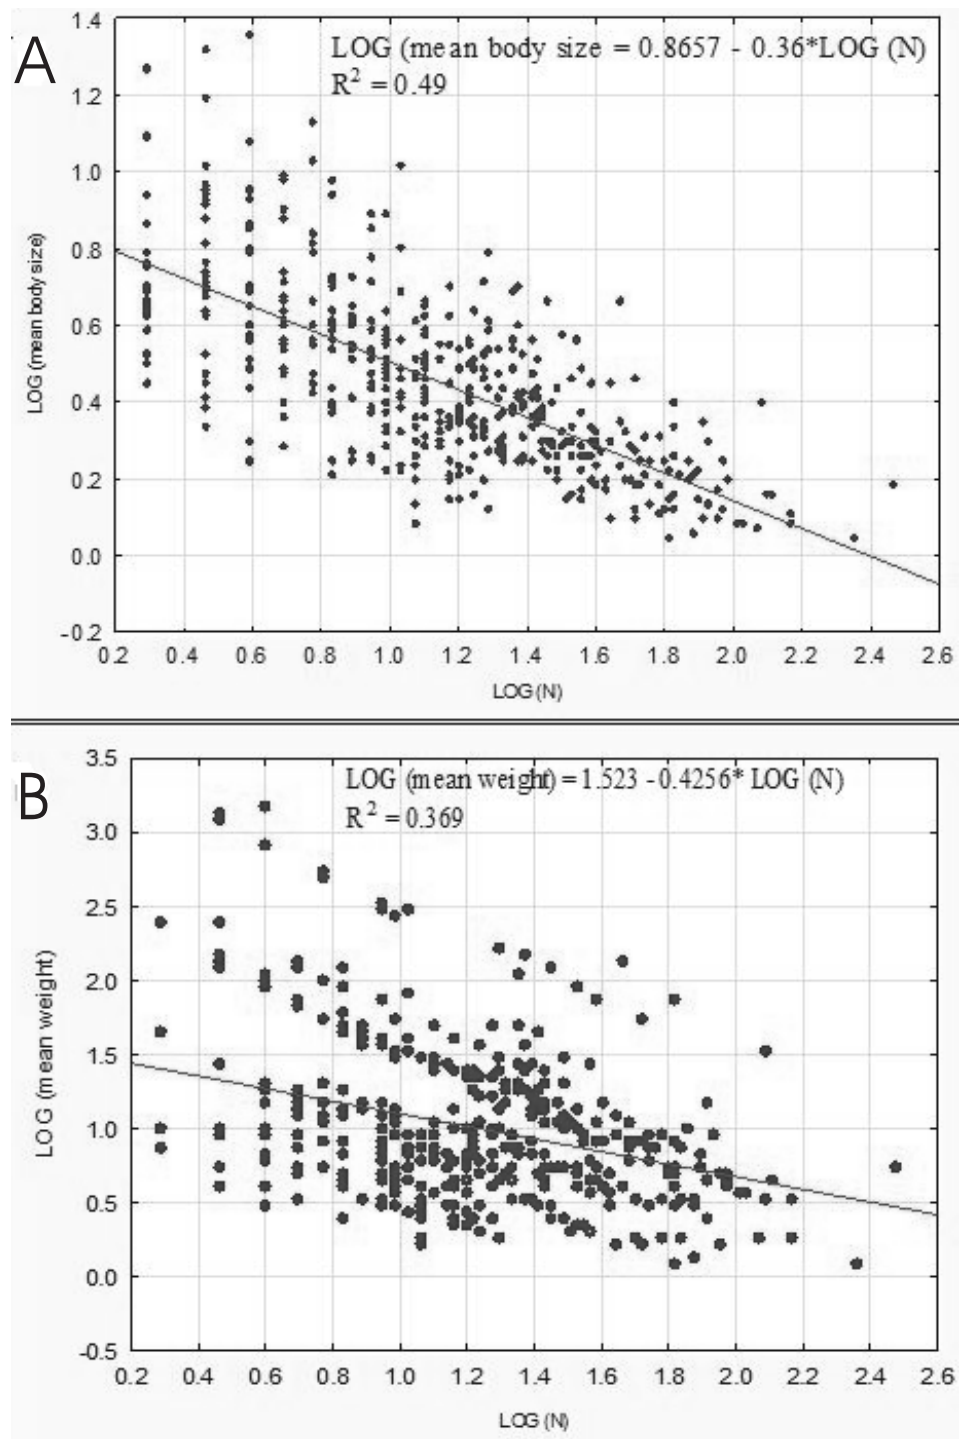 A
LOG (mean body size = 0.8657 - 0.36*LOG (N)
R2 = 0.49
1.4
1.2
1.0
0.8
0.6
0.4
0.2
0.0
-0.2
LOG (mean body size)
0.2 0.4 0.6 0.8 1.0 1.2 1.4 1.6 1.8 2.0 2.2 2.4 2.6
LOG(N)
B
LOG (mean weight) = 1.523 -0.4256* LOG (N)
R2 = 0.369
3.5
3.0
2.5
2.0
1.5
1.0
0.5
0.0
-0.5
LOG (mean weight)
0.2 0.4 0.6 0.8 1.0 1.2 1.4 1.6 1.8 2.0 2.2 2.4 2.6
LOG(N)